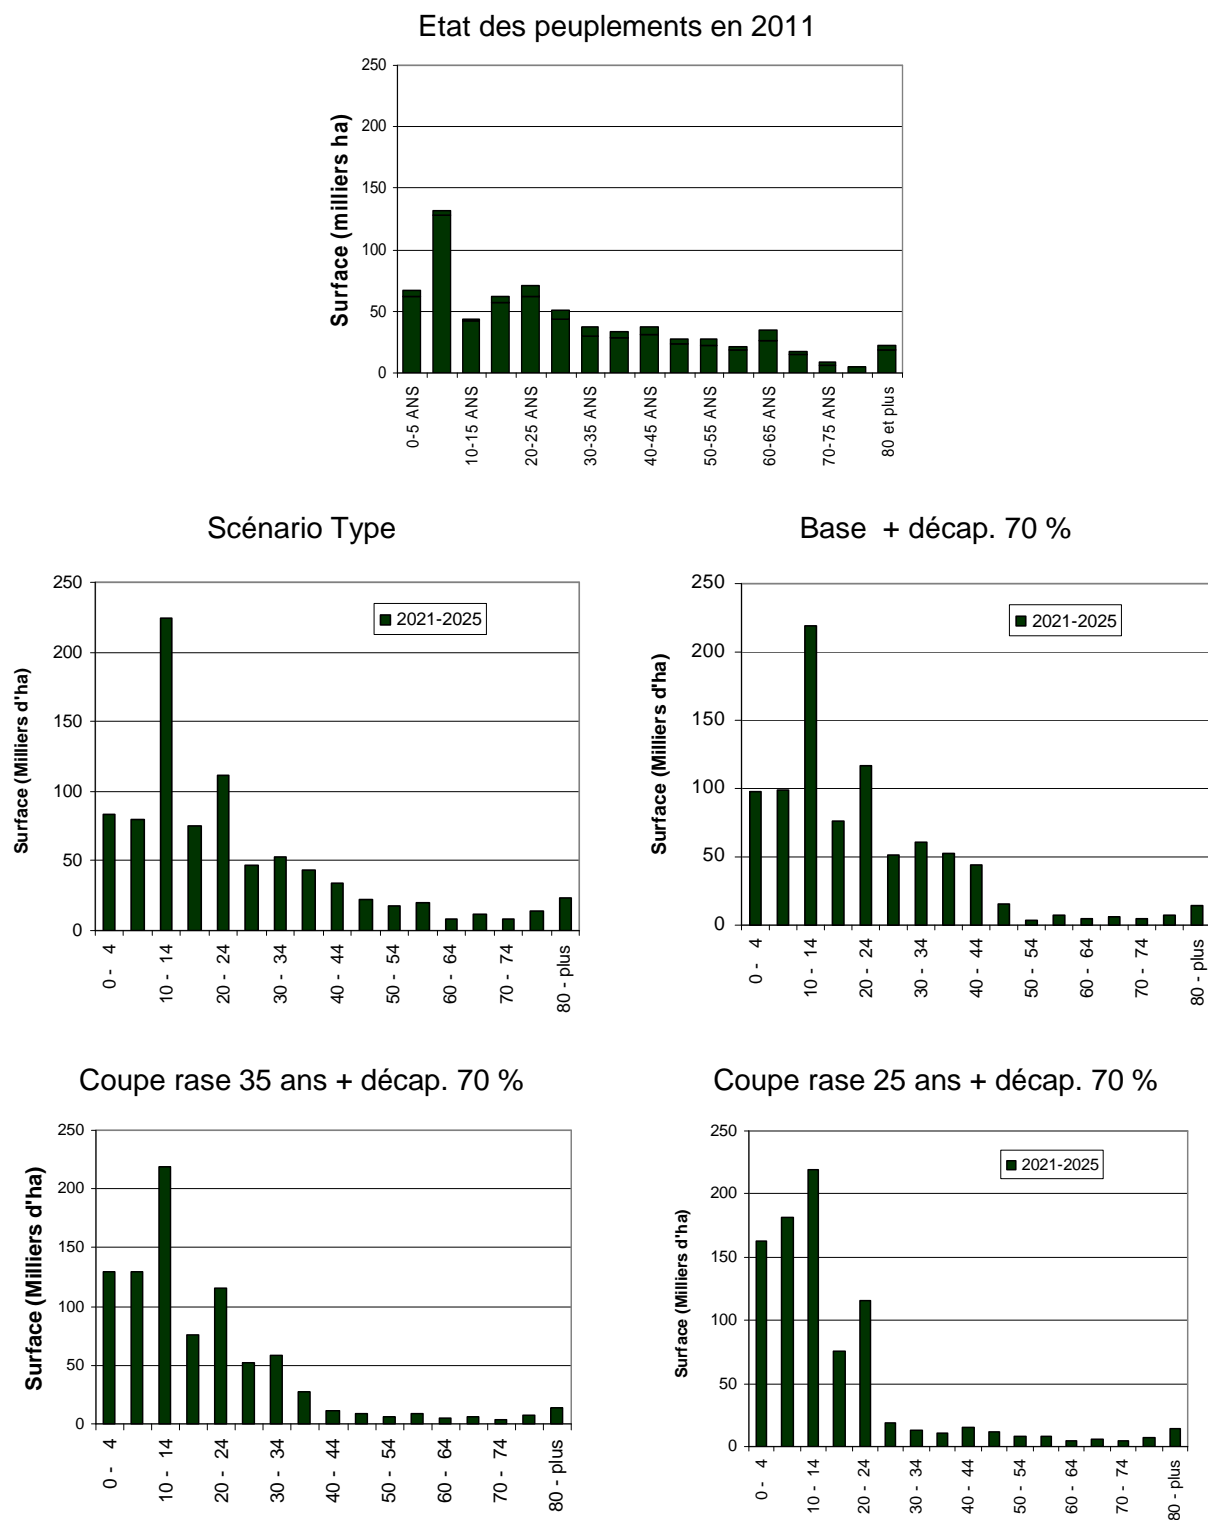 Etat des peuplements en 2011
Surface (milliers ha)
250
200
150
100
50
0
0-5 ANS
10-15 ANS
20-25 ANS
30-35 ANS
40-45 ANS
50-55 ANS
60-65 ANS
70-75 ANS
80 et plus
Scénario Type
Surface (Milliers d'ha)
250
200
150
100
50
0
2021-2025
0 - 4
10 - 14
20 - 24
30 - 34
40 - 44
50 - 54
60 - 64
70 - 74
80 - plus
Base + décap. 70 %
Surface (Milliers d'ha)
250
200
150
100
50
0
2021-2025
0 - 4
10 - 14
20 - 24
30 - 34
40 - 44
50 - 54
60 - 64
70 - 74
80 - plus
Coupe rase 35 ans + décap. 70 %
Surface (Milliers d'ha)
250
200
150
100
50
0
0 - 4
10 - 14
20 - 24
30 - 34
40 - 44
50 - 54
60 - 64
70 - 74
80 - plus
Coupe rase 25 ans + décap. 70 %
Surface (Milliers d'ha)
250
200
150
100
50
0
2021-2025
0 - 4
10 - 14
20 - 24
30 - 34
40 - 44
50 - 54
60 - 64
70 - 74
80 - plus